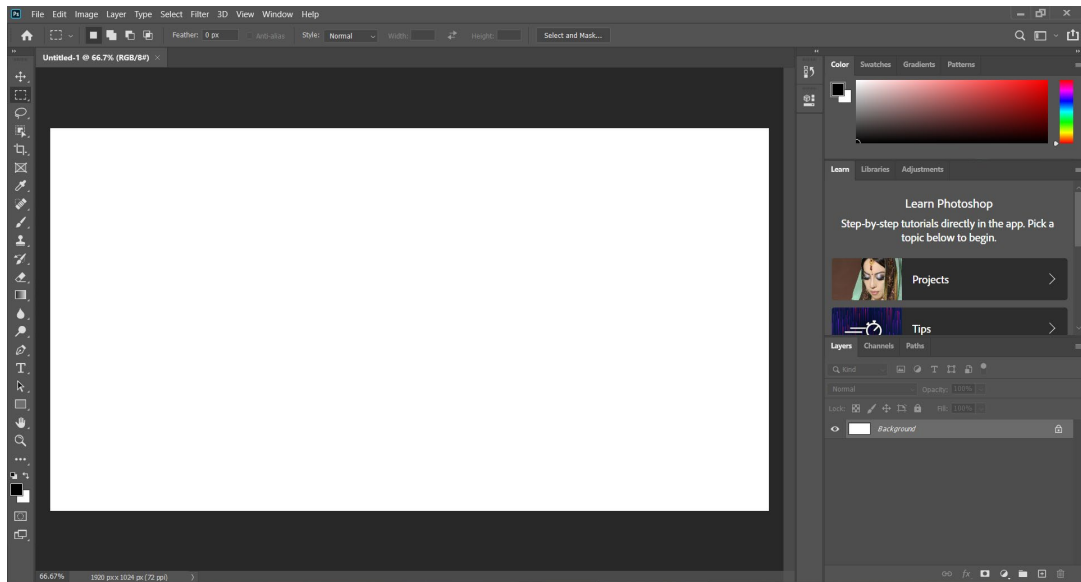 Ps File Edit Image Layer Type Select Filter 3D View Window Help
Feather: 0 px Anti-alias Style: Normal Width: Height: Select and Mask...
Untitled-1 @ 66.7% (RGB/8#)
Color Swatches Gradients Patterns
Learn Libraries Adjustments
Learn Photoshop
Step-by-step tutorials directly in the app. Pick a
topic below to begin.
Projects
Tips
Layers Channels Paths
Kind
Normal Opacity: 100%
Lock: Fill: 100%
Background
fx
66.67% 1920 px x 1024 px (72 ppi)